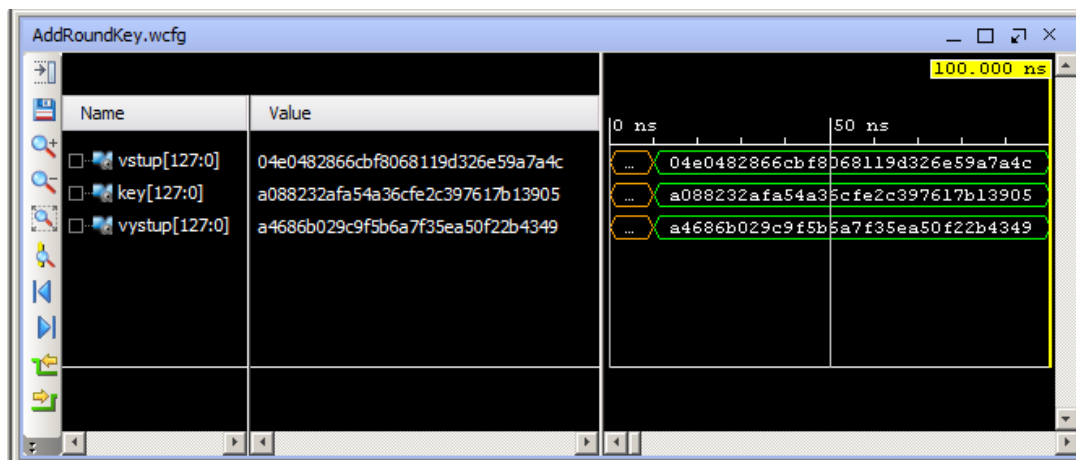 AddRoundKey.wcfg
100.000 ns
Name Value
0 ns 50 ns
vstup[127:0] 04e0482866cbf8068119d326e59a7a4c ... 04e0482866cbf8068119d326e59a7a4c
key[127:0] a088232afa54a36cfe2c397617b13905 ... a088232afa54a36cfe2c397617b13905
vystup[127:0] a4686b029c9f5b6a7f35ea50f22b4349 ... a4686b029c9f5b6a7f35ea50f22b4349